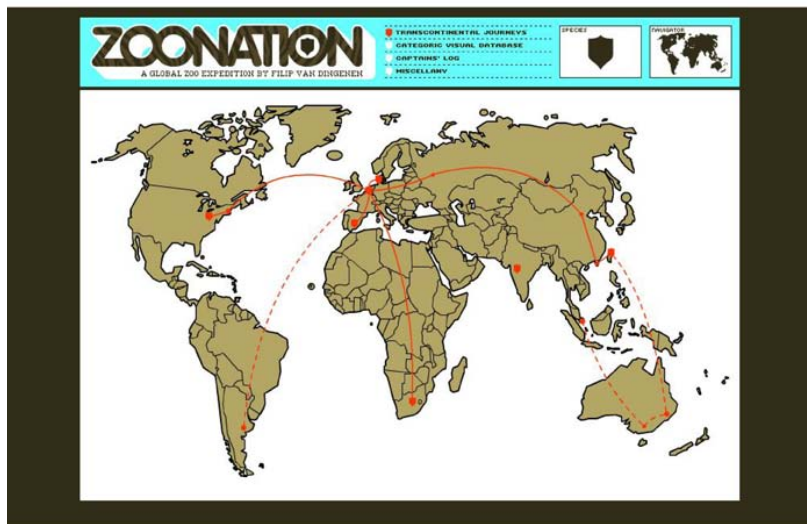 ZOONATION
A GLOBAL ZOO EXPEDITION BY FILIP VAN DINGENEN
TRANSCONTINENTAL JOURNEYS
CATEGORIC VISUAL DATABASE
CAPTAINS' LOG
MISCELLANY
SPECIES
NAVIGATOR